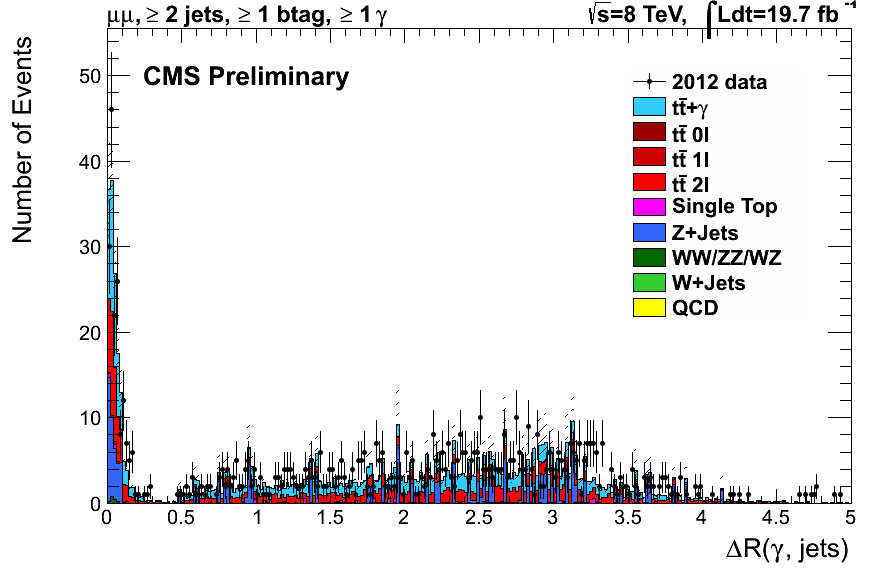 μμ, ≥ 2 jets, ≥ 1 btag, ≥ 1 γ
√s=8 TeV, ∫Ldt=19.7 fb⁻¹
CMS Preliminary
Number of Events
50
40
30
20
10
0
2012 data
tt̄+γ
tt̄ 0l
tt̄ 1l
tt̄ 2l
Single Top
Z+Jets
WW/ZZ/WZ
W+Jets
QCD
0 0.5 1 1.5 2 2.5 3 3.5 4 4.5 5
ΔR(γ, jets)